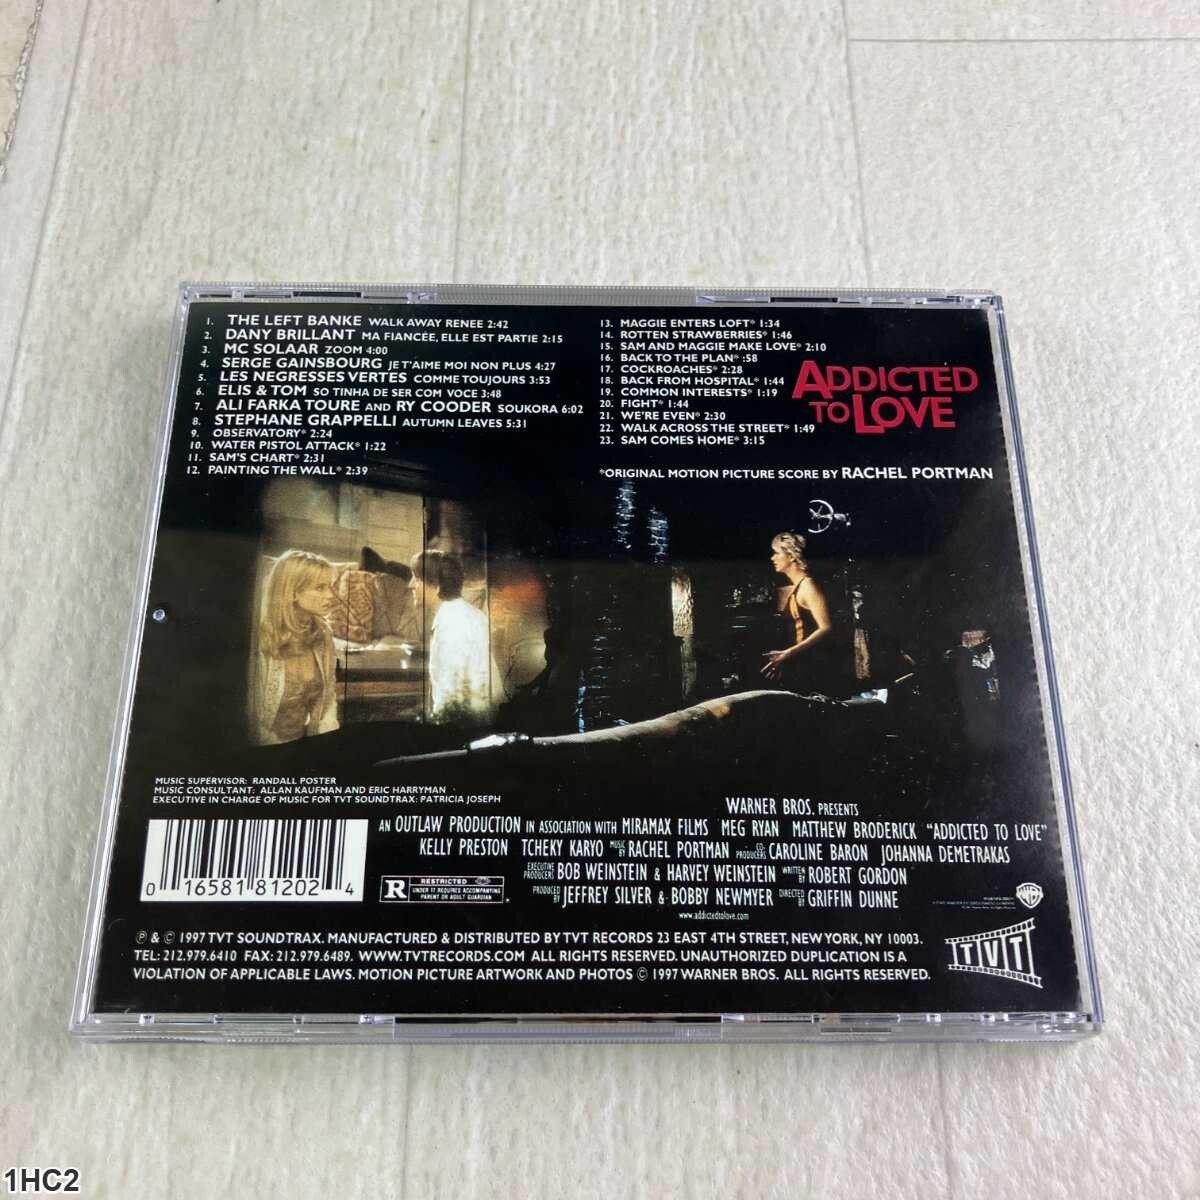 1. THE LEFT BANKE WALK AWAY RENEE 2:42
2. DANY BRILLANT MA FIANCÉE, ELLE EST PARTIE 2:15
3. MC SOLAAR ZOOM 4:00
4. SERGE GAINSBOURG JE T'AIME MOI NON PLUS 4:27
5. LES NEGRESSES VERTES COMME TOUJOURS 3:53
6. ELIS & TOM SO TINHA DE SER COM VOCE 3:48
7. ALI FARKA TOURE AND RY COODER SOUKORA 6:02
8. STEPHANE GRAPPELLI AUTUMN LEAVES 5:31
9. OBSERVATORY* 2:24
10. WATER PISTOL ATTACK* 1:22
11. SAM'S CHART* 2:31
12. PAINTING THE WALL* 2:39
13. MAGGIE ENTERS LOFT* 1:34
14. ROTTEN STRAWBERRIES* 1:46
15. SAM AND MAGGIE MAKE LOVE* 2:10
16. BACK TO THE PLAN* :58
17. COCKROACHES* 2:28
18. BACK FROM HOSPITAL* 1:44
19. COMMON INTERESTS* 1:19
20. FIGHT* 1:44
21. WE'RE EVEN* 2:30
22. WALK ACROSS THE STREET* 1:49
23. SAM COMES HOME* 3:15
ADDICTED
TO LOVE
*ORIGINAL MOTION PICTURE SCORE BY RACHEL PORTMAN
MUSIC SUPERVISOR: RANDALL POSTER
MUSIC CONSULTANT: ALLAN KAUFMAN AND ERIC HARRYMAN
EXECUTIVE IN CHARGE OF MUSIC FOR TVT SOUNDTRAX: PATRICIA JOSEPH
WARNER BROS. PRESENTS
AN OUTLAW PRODUCTION IN ASSOCIATION WITH MIRAMAX FILMS MEG RYAN MATTHEW BRODERICK "ADDICTED TO LOVE"
KELLY PRESTON TCHEKY KARYO MUSIC BY RACHEL PORTMAN CO-PRODUCERS CAROLINE BARON JOHANNA DEMETRAKAS
EXECUTIVE PRODUCERS BOB WEINSTEIN & HARVEY WEINSTEIN WRITTEN BY ROBERT GORDON
PRODUCED BY JEFFREY SILVER & BOBBY NEWMYER DIRECTED BY GRIFFIN DUNNE
www.addictedtolove.com
0 16581 81202 4
R RESTRICTED
UNDER 17 REQUIRES ACCOMPANYING
PARENT OR ADULT GUARDIAN
℗ & © 1997 TVT SOUNDTRAX. MANUFACTURED & DISTRIBUTED BY TVT RECORDS 23 EAST 4TH STREET, NEW YORK, NY 10003.
TEL: 212.979.6410 FAX: 212.979.6489. WWW.TVTRECORDS.COM ALL RIGHTS RESERVED. UNAUTHORIZED DUPLICATION IS A
VIOLATION OF APPLICABLE LAWS. MOTION PICTURE ARTWORK AND PHOTOS © 1997 WARNER BROS. ALL RIGHTS RESERVED.
TVT
1HC2